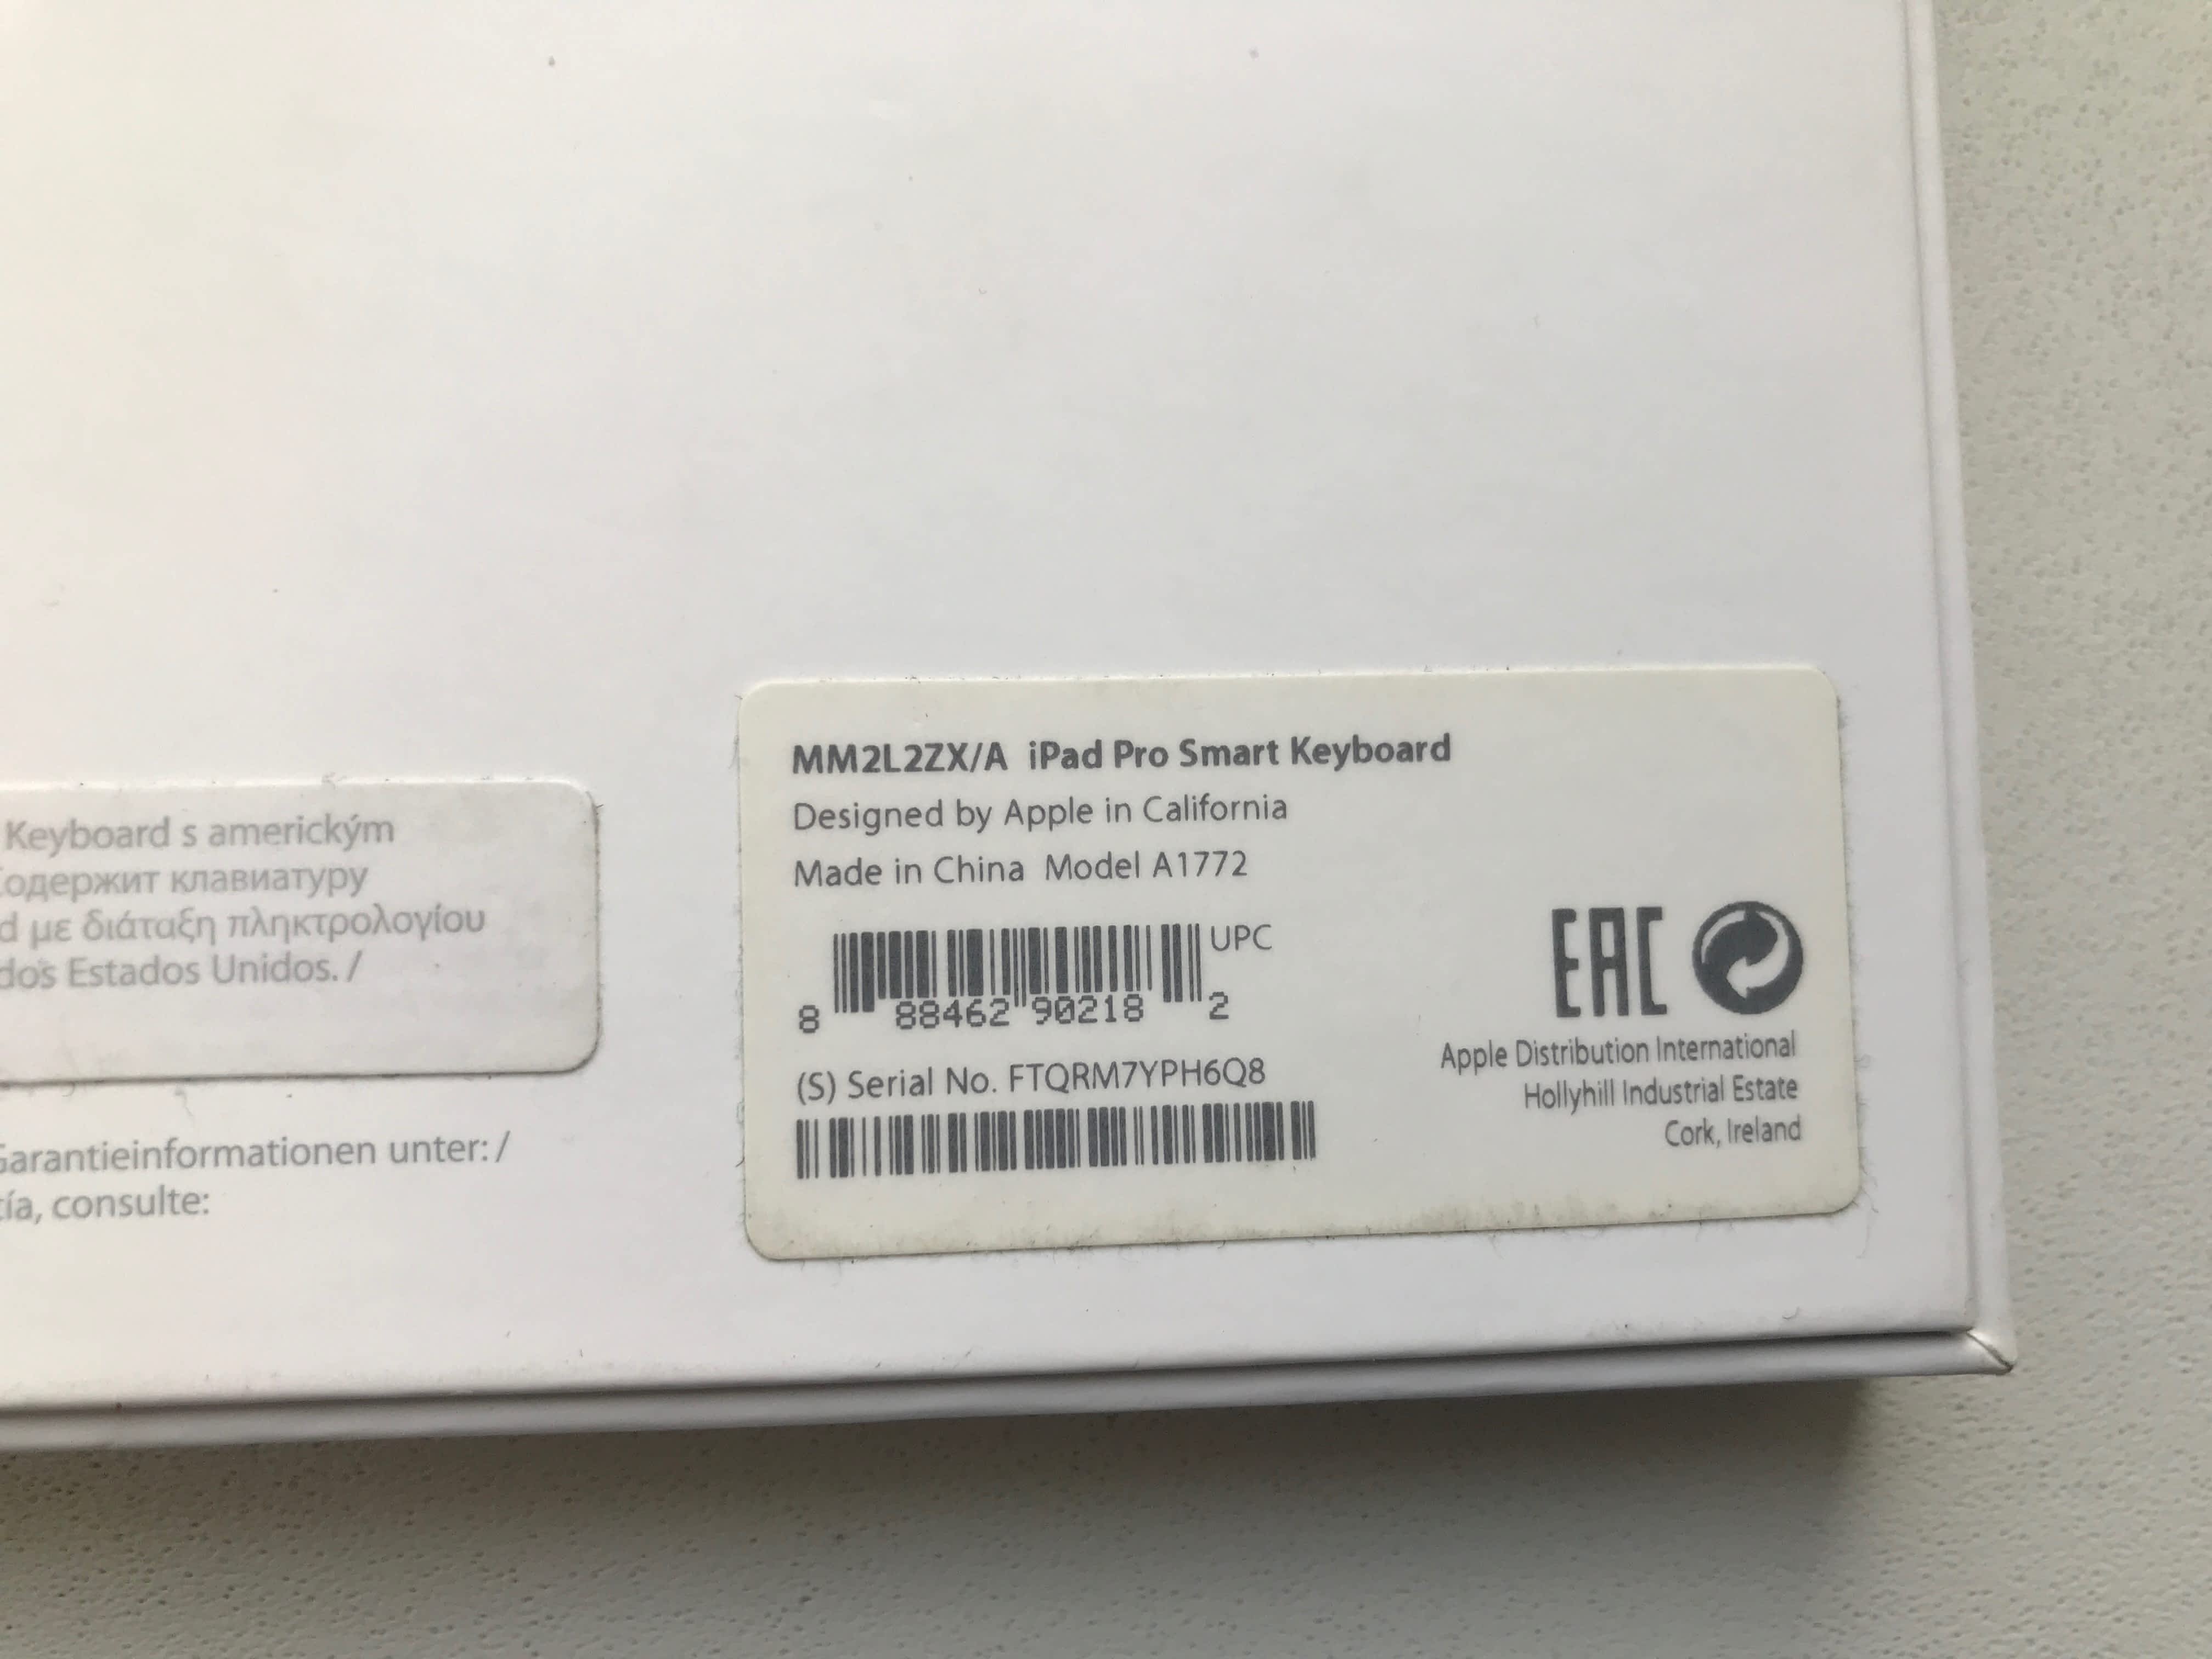 Keyboard s americkým
одержит клавиатуру
d με διάταξη πληκτρολογίου
dos Estados Unidos. /
Garantieinformationen unter: /
ía, consulte:
MM2L2ZX/A iPad Pro Smart Keyboard
Designed by Apple in California
Made in China Model A1772
UPC
8 88462 90218 2
(S) Serial No. FTQRM7YPH6Q8
EAC
Apple Distribution International
Hollyhill Industrial Estate
Cork, Ireland